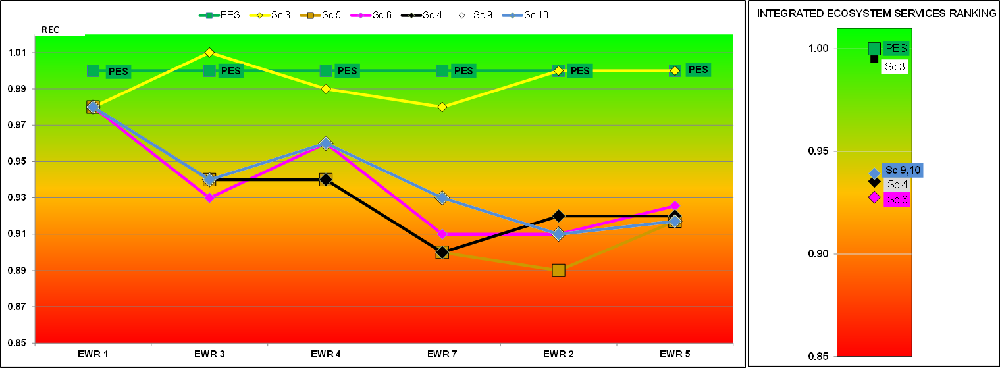 PES Sc 3 Sc 5 Sc 6 Sc 4 Sc 9 Sc 10
REC
1.01
PES PES PES PES PES PES
0.99
0.97
0.95
0.93
0.91
0.89
0.87
0.85
EWR 1 EWR 3 EWR 4 EWR 7 EWR 2 EWR 5
INTEGRATED ECOSYSTEM SERVICES RANKING
1.00 PES
Sc 3
0.95
Sc 9,10
Sc 4
Sc 6
0.90
0.85